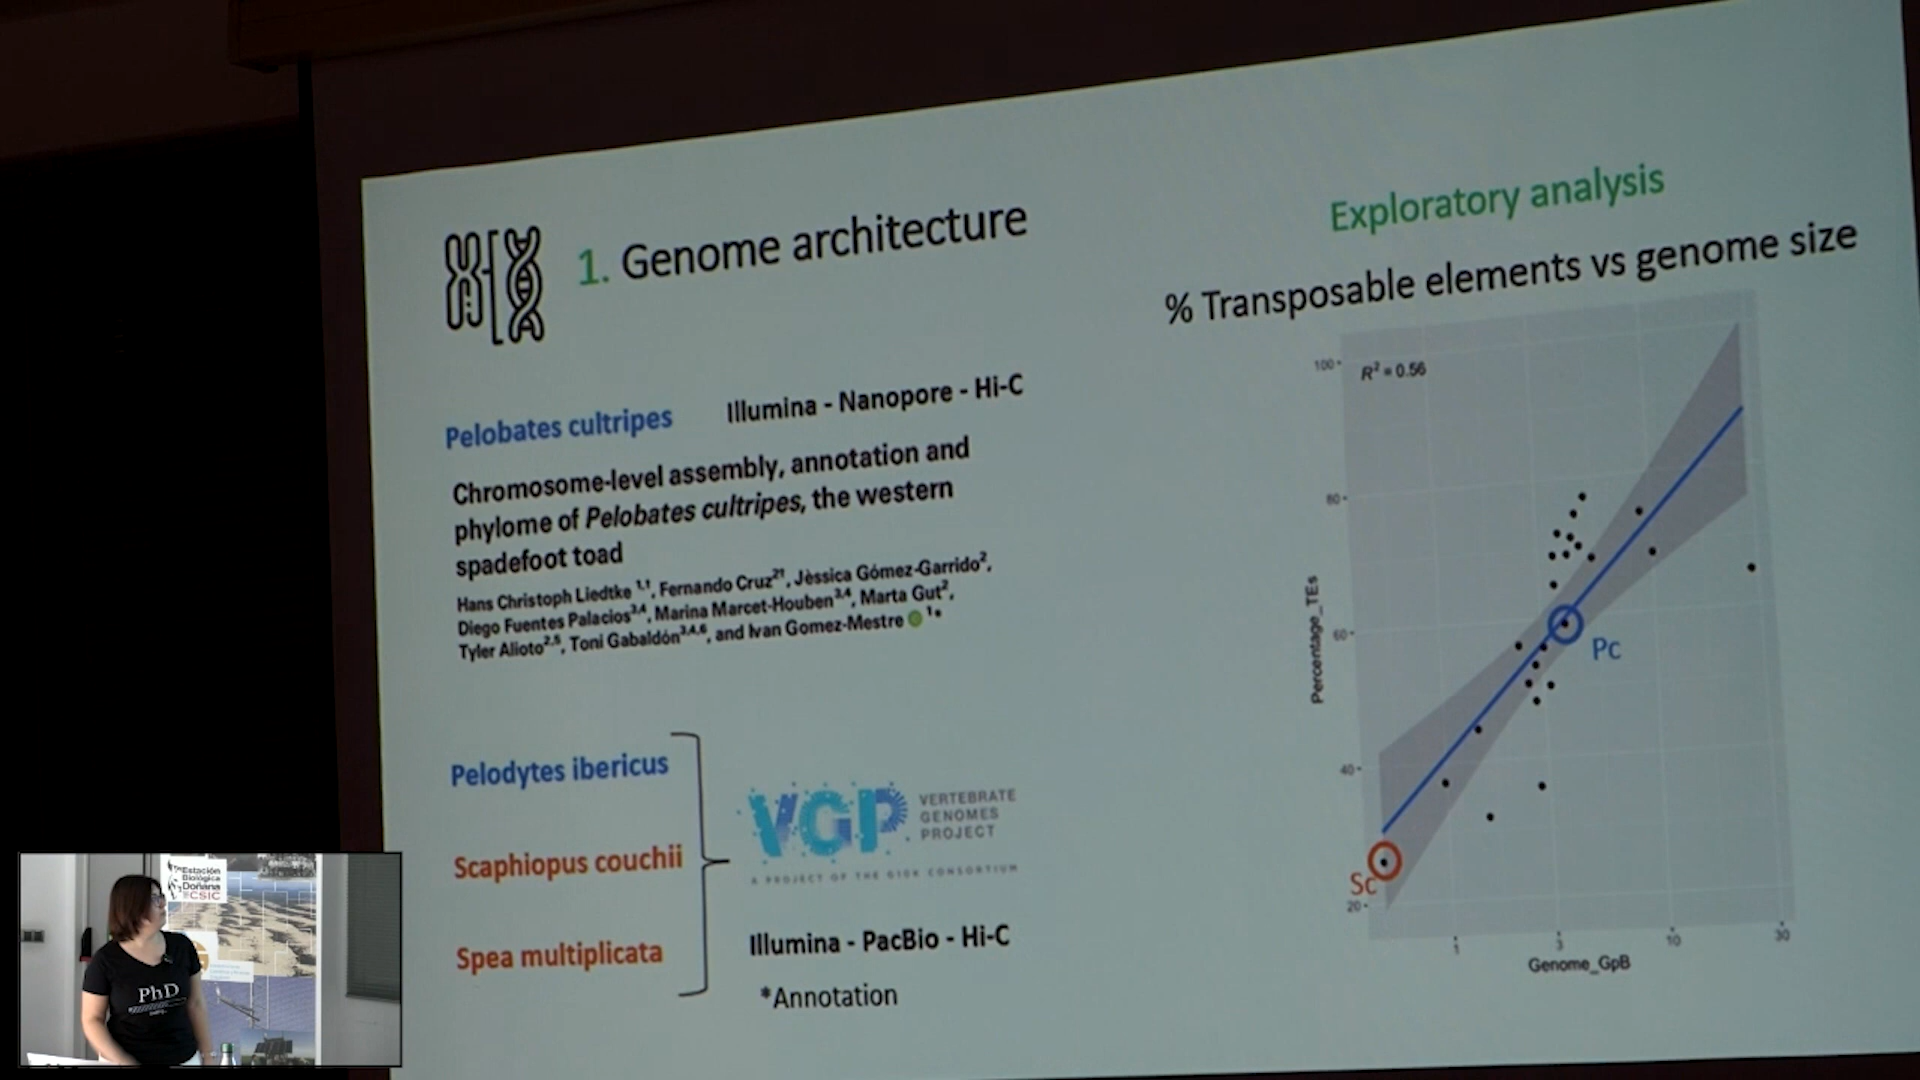 1. Genome architecture
Exploratory analysis
% Transposable elements vs genome size
Pelobates cultripes
Illumina - Nanopore - Hi-C
Chromosome-level assembly, annotation and
phylome of Pelobates cultripes, the western
spadefoot toad
Hans Christoph Liedtke 1,†, Fernando Cruz2†, Jèssica Gómez-Garrido2,
Diego Fuentes Palacios3,4, Marina Marcet-Houben3,4, Marta Gut2,
Tyler Alioto2,5, Toni Gabaldón3,4,6, and Ivan Gomez-Mestre 1*
Pelodytes ibericus
Scaphiopus couchii
Spea multiplicata
VGP
VERTEBRATE
GENOMES
PROJECT
A PROJECT OF THE G10K CONSORTIUM
Illumina - PacBio - Hi-C
*Annotation
R² = 0.56
100
80
60
40
20
Percentage_TEs
Pc
Sc
1
3
10
30
Genome_GpB
Estación
Biológica
Doñana
CSIC
PhD